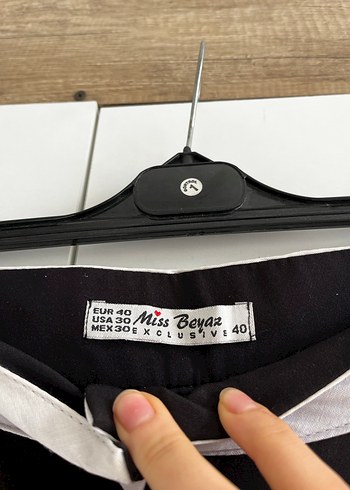 EUR 40
USA 30
MEX 30
Miss Beyaz
EXCLUSIVE
40